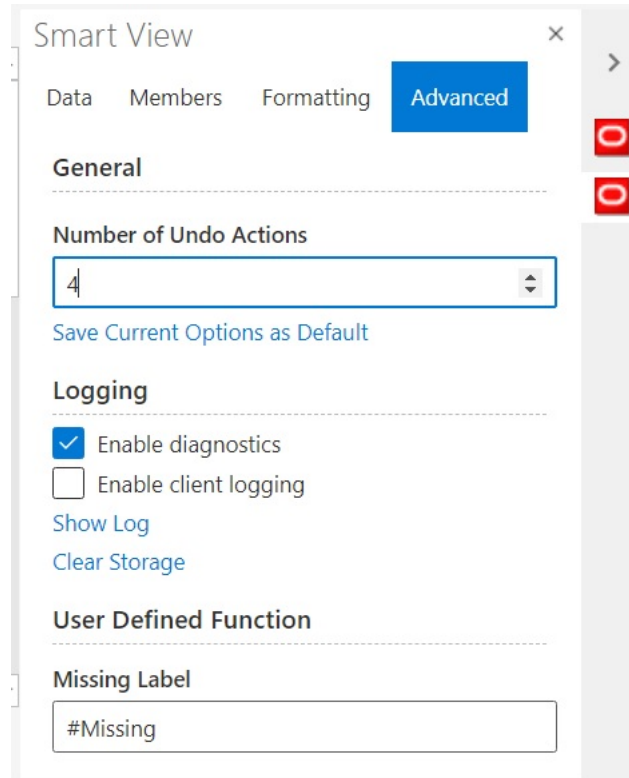 Smart View
Data Members Formatting Advanced
General
Number of Undo Actions
4
Save Current Options as Default
Logging
Enable diagnostics
Enable client logging
Show Log
Clear Storage
User Defined Function
Missing Label
#Missing